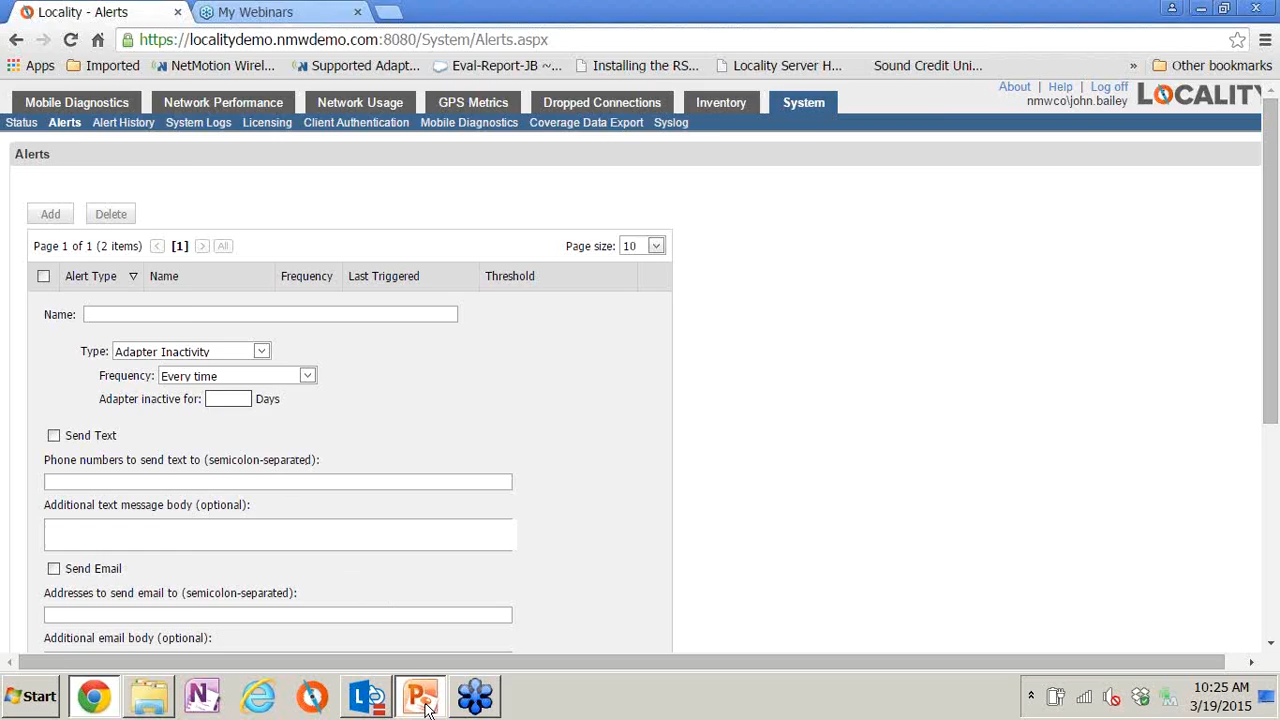 Locality - Alerts
My Webinars
https://localitydemo.nmwdemo.com:8080/System/Alerts.aspx
Apps
Imported
NetMotion Wirel...
Supported Adapt...
Eval-Report-JB ~...
Installing the RS...
Locality Server H...
Sound Credit Uni...
»
Other bookmarks
About | Help | Log off
nmwco\john.bailey
LOCALITY
Mobile Diagnostics
Network Performance
Network Usage
GPS Metrics
Dropped Connections
Inventory
System
Status Alerts Alert History System Logs Licensing Client Authentication Mobile Diagnostics Coverage Data Export Syslog
Alerts
Add
Delete
Page 1 of 1 (2 items) < [1] > All
Page size: 10
Alert Type
Name
Frequency
Last Triggered
Threshold
Name:
Type: Adapter Inactivity
Frequency: Every time
Adapter inactive for: Days
Send Text
Phone numbers to send text to (semicolon-separated):
Additional text message body (optional):
Send Email
Addresses to send email to (semicolon-separated):
Additional email body (optional):
Start
10:25 AM
3/19/2015